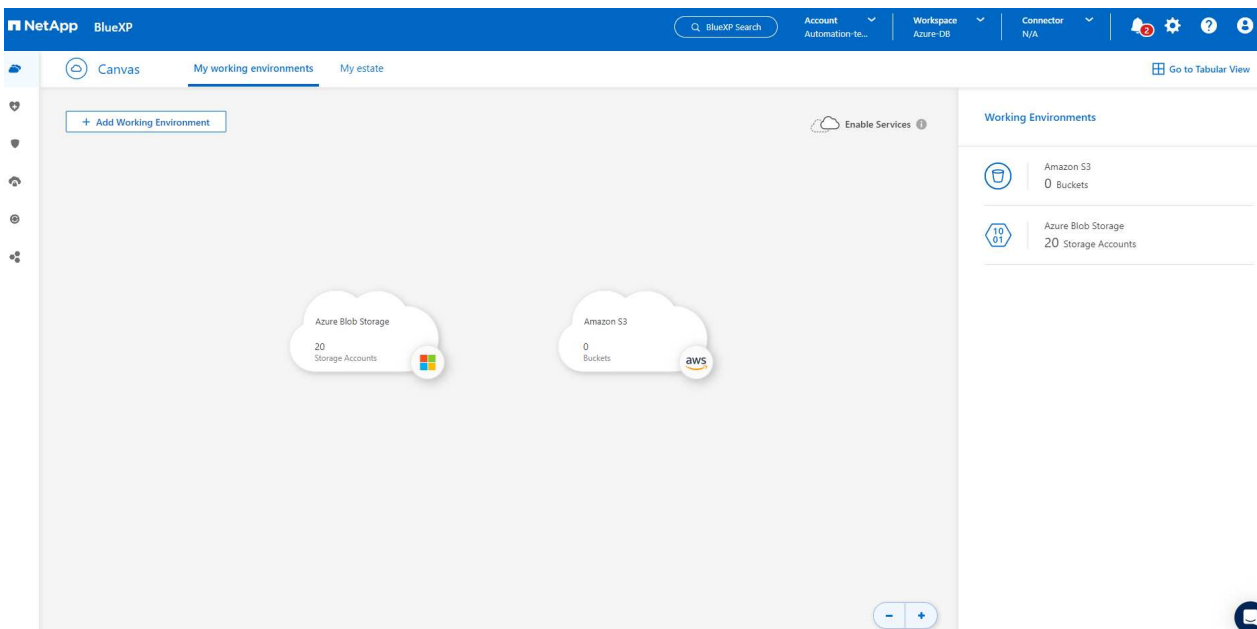 NetApp BlueXP
BlueXP Search
Account
Automation-te...
Workspace
Azure-DB
Connector
N/A
2
?
Canvas
My working environments
My estate
Go to Tabular View
+ Add Working Environment
Enable Services
Working Environments
Amazon S3
0 Buckets
10
01
Azure Blob Storage
20 Storage Accounts
Azure Blob Storage
20
Storage Accounts
Amazon S3
0
Buckets
aws
- +